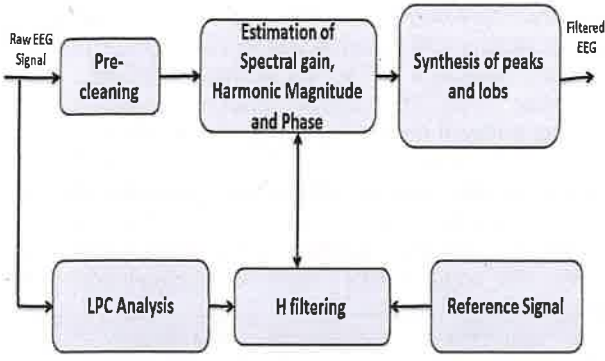 Raw EEG
Signal
Pre-
cleaning
Estimation of
Spectral gain,
Harmonic Magnitude
and Phase
Synthesis of peaks
and lobs
Filtered
EEG
LPC Analysis
H filtering
Reference Signal